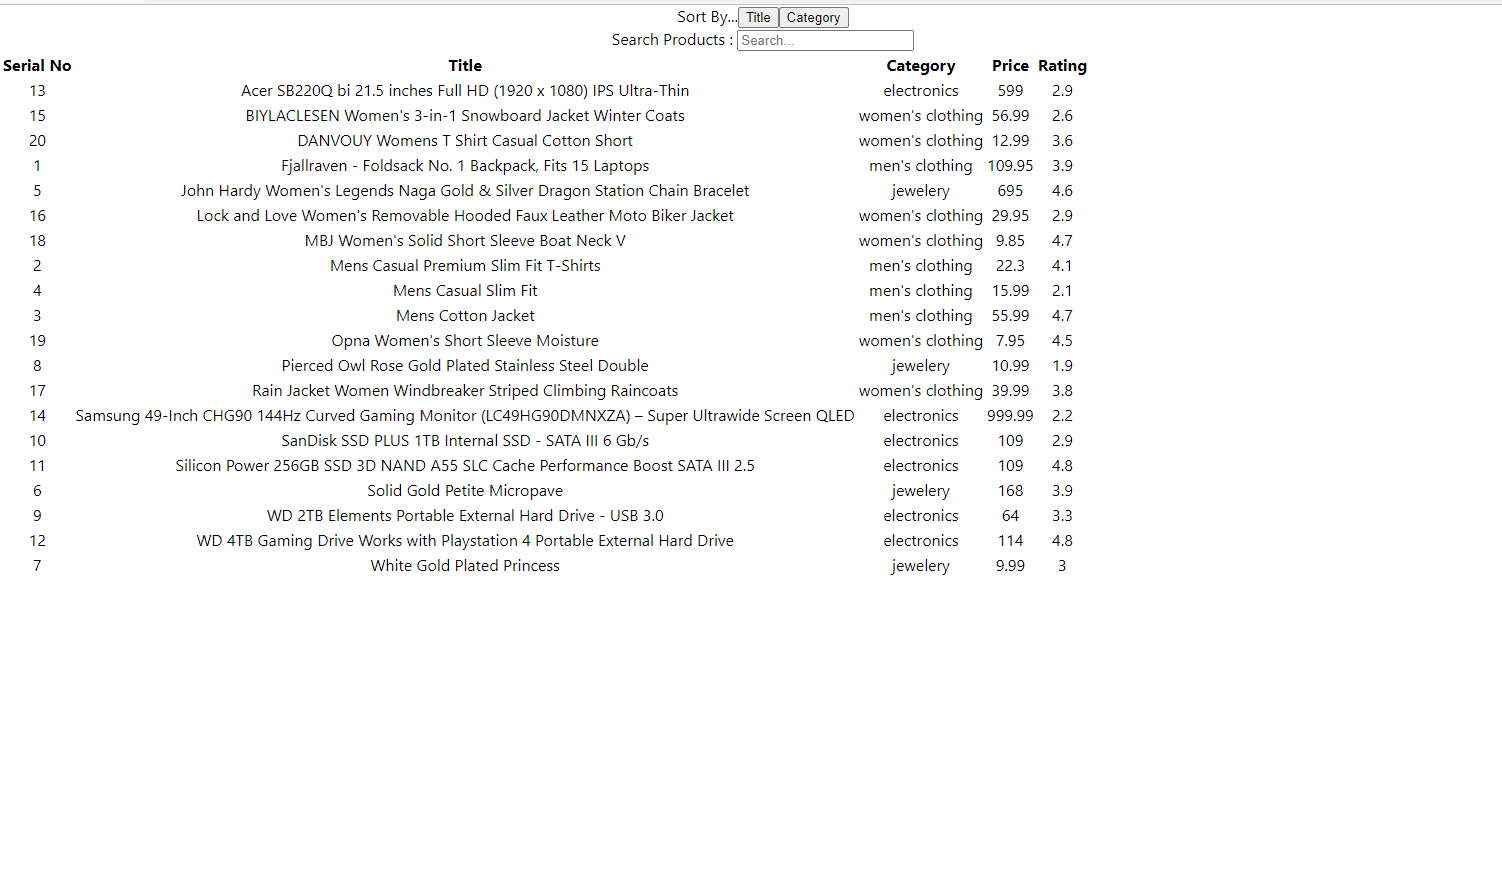 Sort By... Title Category
Search Products : Search...
Serial No Title Category Price Rating
13 Acer SB220Q bi 21.5 inches Full HD (1920 x 1080) IPS Ultra-Thin electronics 599 2.9
15 BIYLACLESEN Women's 3-in-1 Snowboard Jacket Winter Coats women's clothing 56.99 2.6
20 DANVOUY Womens T Shirt Casual Cotton Short women's clothing 12.99 3.6
1 Fjallraven - Foldsack No. 1 Backpack, Fits 15 Laptops men's clothing 109.95 3.9
5 John Hardy Women's Legends Naga Gold & Silver Dragon Station Chain Bracelet jewelery 695 4.6
16 Lock and Love Women's Removable Hooded Faux Leather Moto Biker Jacket women's clothing 29.95 2.9
18 MBJ Women's Solid Short Sleeve Boat Neck V women's clothing 9.85 4.7
2 Mens Casual Premium Slim Fit T-Shirts men's clothing 22.3 4.1
4 Mens Casual Slim Fit men's clothing 15.99 2.1
3 Mens Cotton Jacket men's clothing 55.99 4.7
19 Opna Women's Short Sleeve Moisture women's clothing 7.95 4.5
8 Pierced Owl Rose Gold Plated Stainless Steel Double jewelery 10.99 1.9
17 Rain Jacket Women Windbreaker Striped Climbing Raincoats women's clothing 39.99 3.8
14 Samsung 49-Inch CHG90 144Hz Curved Gaming Monitor (LC49HG90DMNXZA) – Super Ultrawide Screen QLED electronics 999.99 2.2
10 SanDisk SSD PLUS 1TB Internal SSD - SATA III 6 Gb/s electronics 109 2.9
11 Silicon Power 256GB SSD 3D NAND A55 SLC Cache Performance Boost SATA III 2.5 electronics 109 4.8
6 Solid Gold Petite Micropave jewelery 168 3.9
9 WD 2TB Elements Portable External Hard Drive - USB 3.0 electronics 64 3.3
12 WD 4TB Gaming Drive Works with Playstation 4 Portable External Hard Drive electronics 114 4.8
7 White Gold Plated Princess jewelery 9.99 3